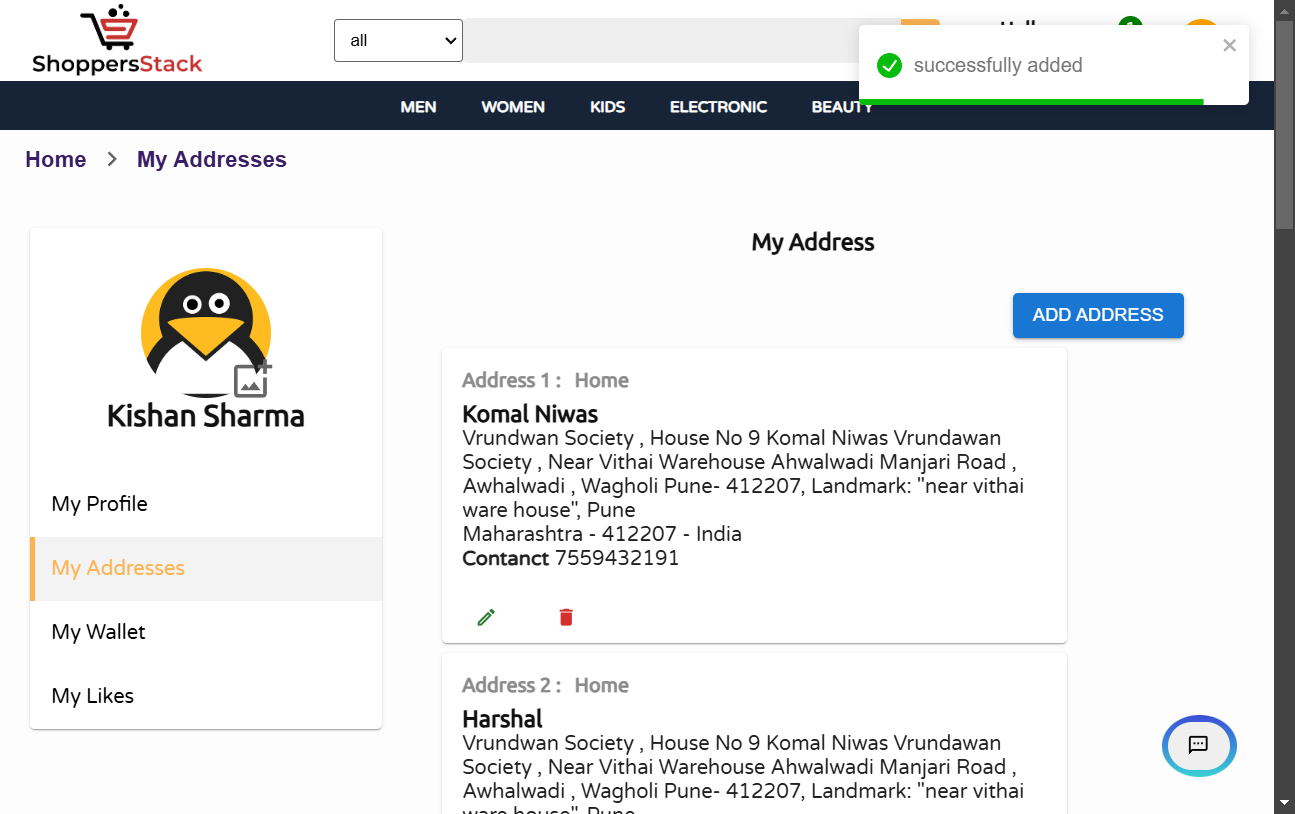 ShoppersStack
all
successfully added
MEN WOMEN KIDS ELECTRONIC BEAUTY
Home > My Addresses
My Address
ADD ADDRESS
Kishan Sharma
My Profile
My Addresses
My Wallet
My Likes
Address 1 : Home
Komal Niwas
Vrundwan Society , House No 9 Komal Niwas Vrundawan
Society , Near Vithai Warehouse Ahwalwadi Manjari Road ,
Awhalwadi , Wagholi Pune- 412207, Landmark: "near vithai
ware house", Pune
Maharashtra - 412207 - India
Contanct 7559432191
Address 2 : Home
Harshal
Vrundwan Society , House No 9 Komal Niwas Vrundawan
Society , Near Vithai Warehouse Ahwalwadi Manjari Road ,
Awhalwadi , Wagholi Pune- 412207, Landmark: "near vithai
ware house", Pune